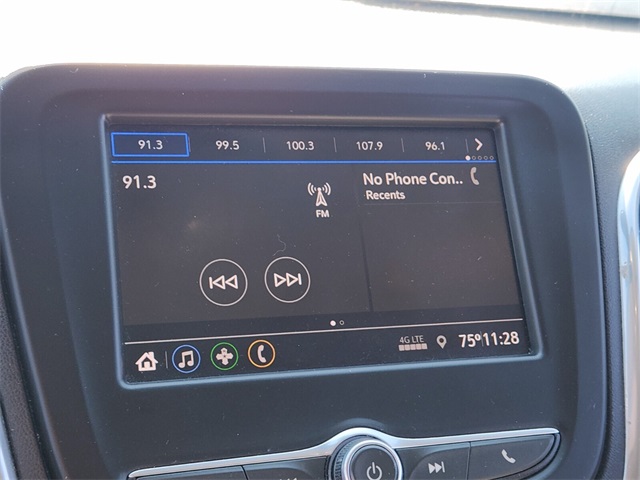 91.3 99.5 100.3 107.9 96.1
91.3
FM
No Phone Con..
Recents
4G LTE 75° 11:28